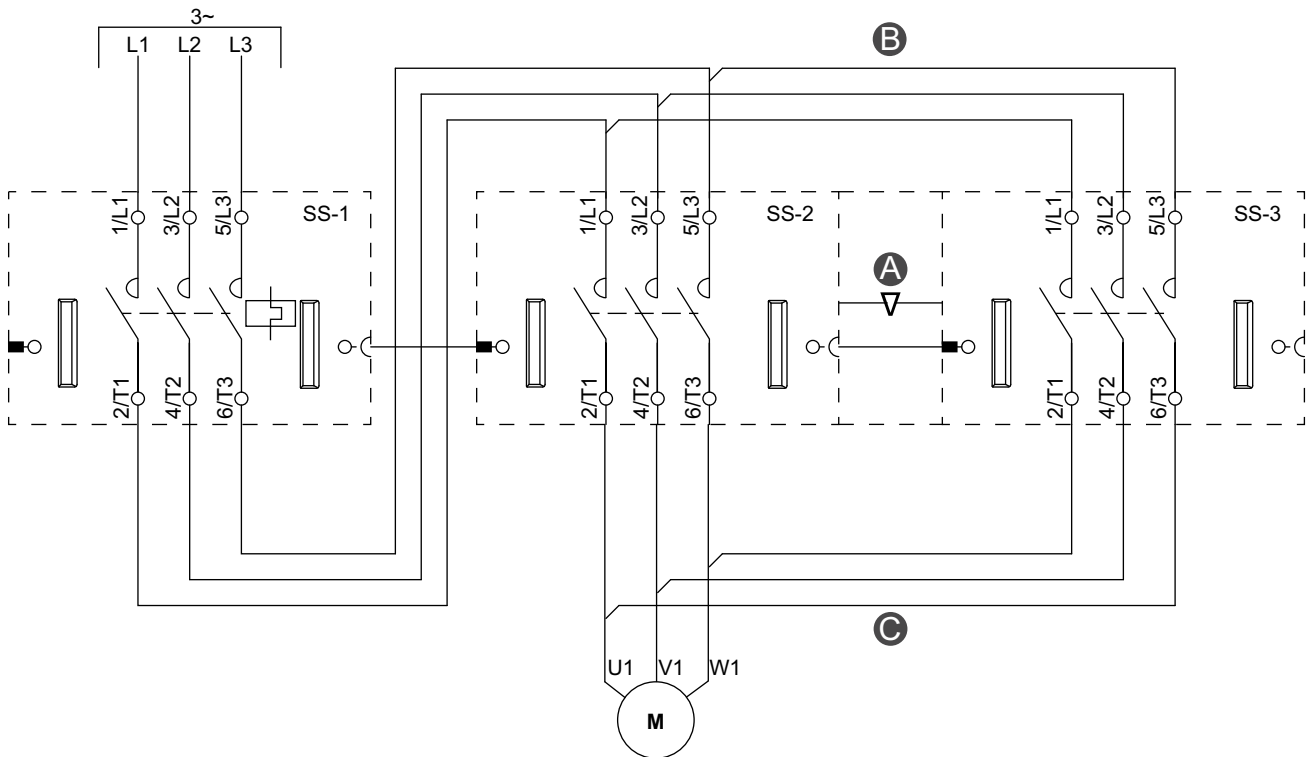 3~
B
L1 L2 L3
1/L1 3/L2 5/L3 SS-1
1/L1 3/L2 5/L3 SS-2
1/L1 3/L2 5/L3 SS-3
A
2/T1 4/T2 6/T3
2/T1 4/T2 6/T3
2/T1 4/T2 6/T3
C
U1 V1 W1
M